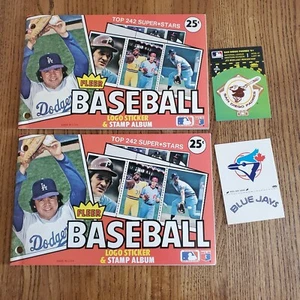 TOP 242 SUPER★STARS
25¢
FLEER
BASEBALL
LOGO STICKER
& STAMP ALBUM
Dodgers
TOP 242 SUPER★STARS
25¢
FLEER
BASEBALL
LOGO STICKER
& STAMP ALBUM
Dodgers
BLUE JAYS